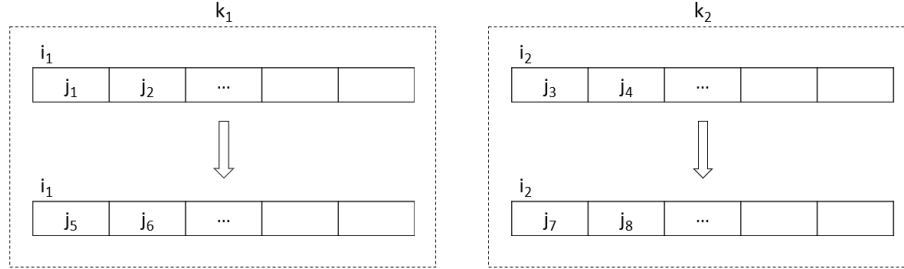 k₁
i₁
j₁ j₂ ...
i₁
j₅ j₆ ...
k₂
i₂
j₃ j₄ ...
i₂
j₇ j₈ ...